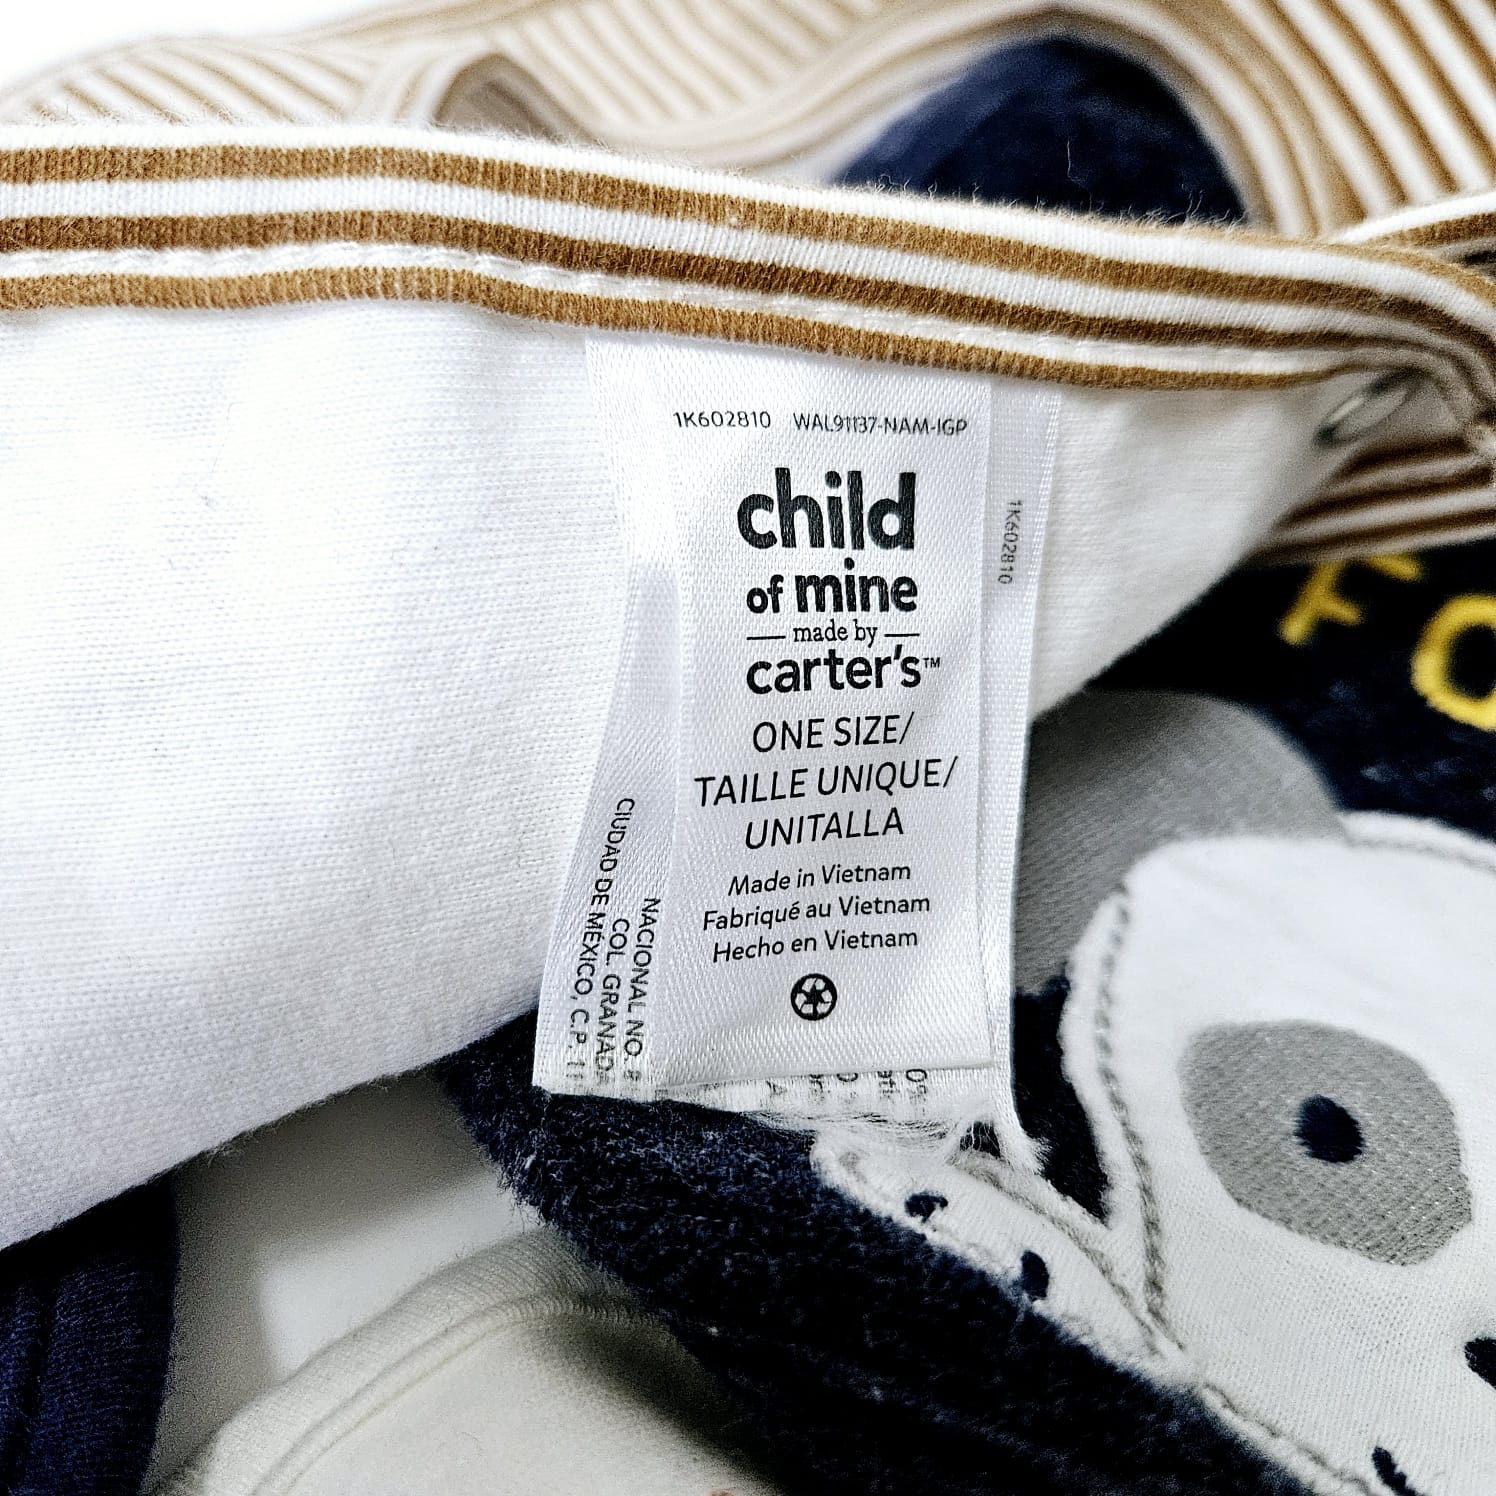 1K602810 WAL91137-NAM-IGP
child
of mine
made by
carter's™
ONE SIZE/
TAILLE UNIQUE/
UNITALLA
Made in Vietnam
Fabriqué au Vietnam
Hecho en Vietnam
1K602810
NACIONAL NO.
COL.
CIUDAD DE MÉXICO, C.P.